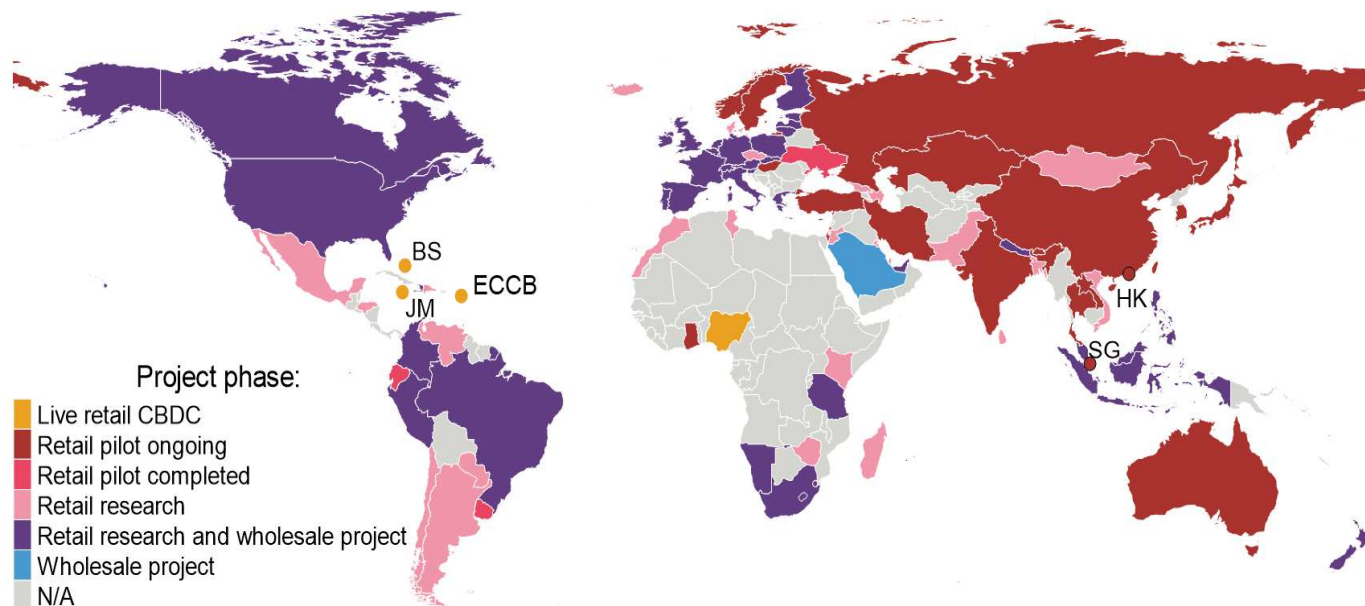 BS
ECCB
JM
HK
SG
Project phase:
Live retail CBDC
Retail pilot ongoing
Retail pilot completed
Retail research
Retail research and wholesale project
Wholesale project
N/A